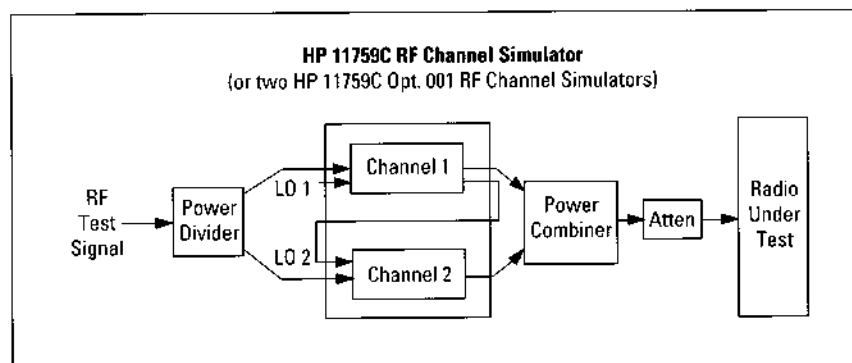 HP 11759C RF Channel Simulator
(or two HP 11759C Opt. 001 RF Channel Simulators)
RF
Test
Signal
Power
Divider
LO 1
LO 2
Channel 1
Channel 2
Power
Combiner
Atten
Radio
Under
Test